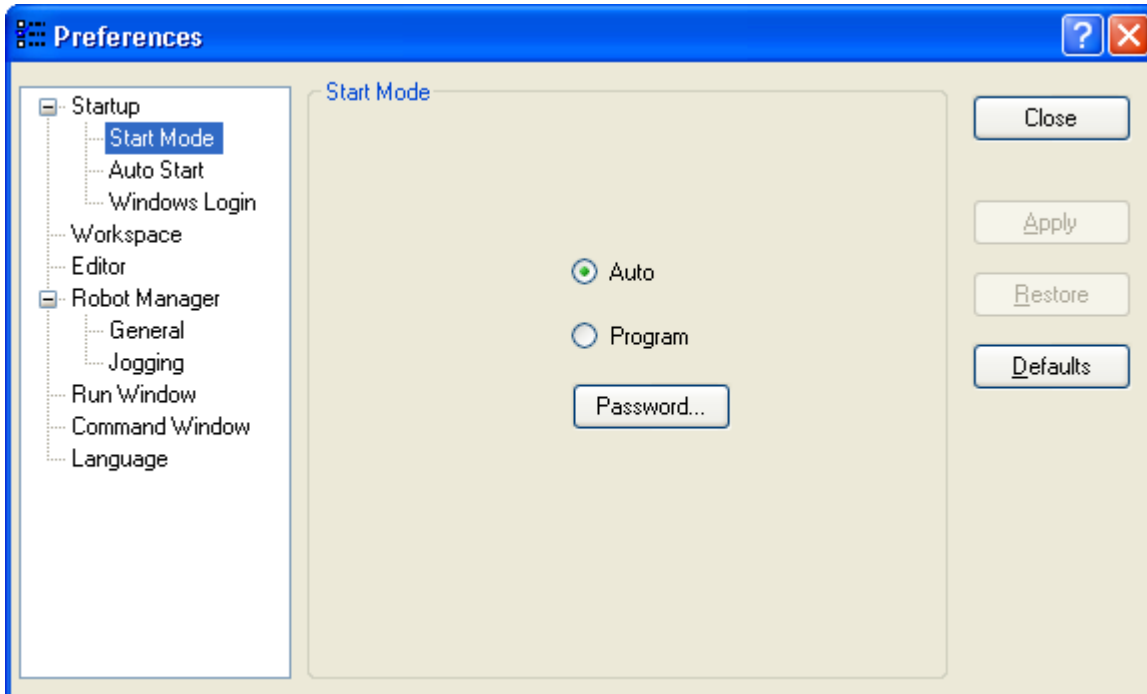 Preferences
Startup
Start Mode
Auto Start
Windows Login
Workspace
Editor
Robot Manager
General
Jogging
Run Window
Command Window
Language
Start Mode
Auto
Program
Password...
Close
Apply
Restore
Defaults